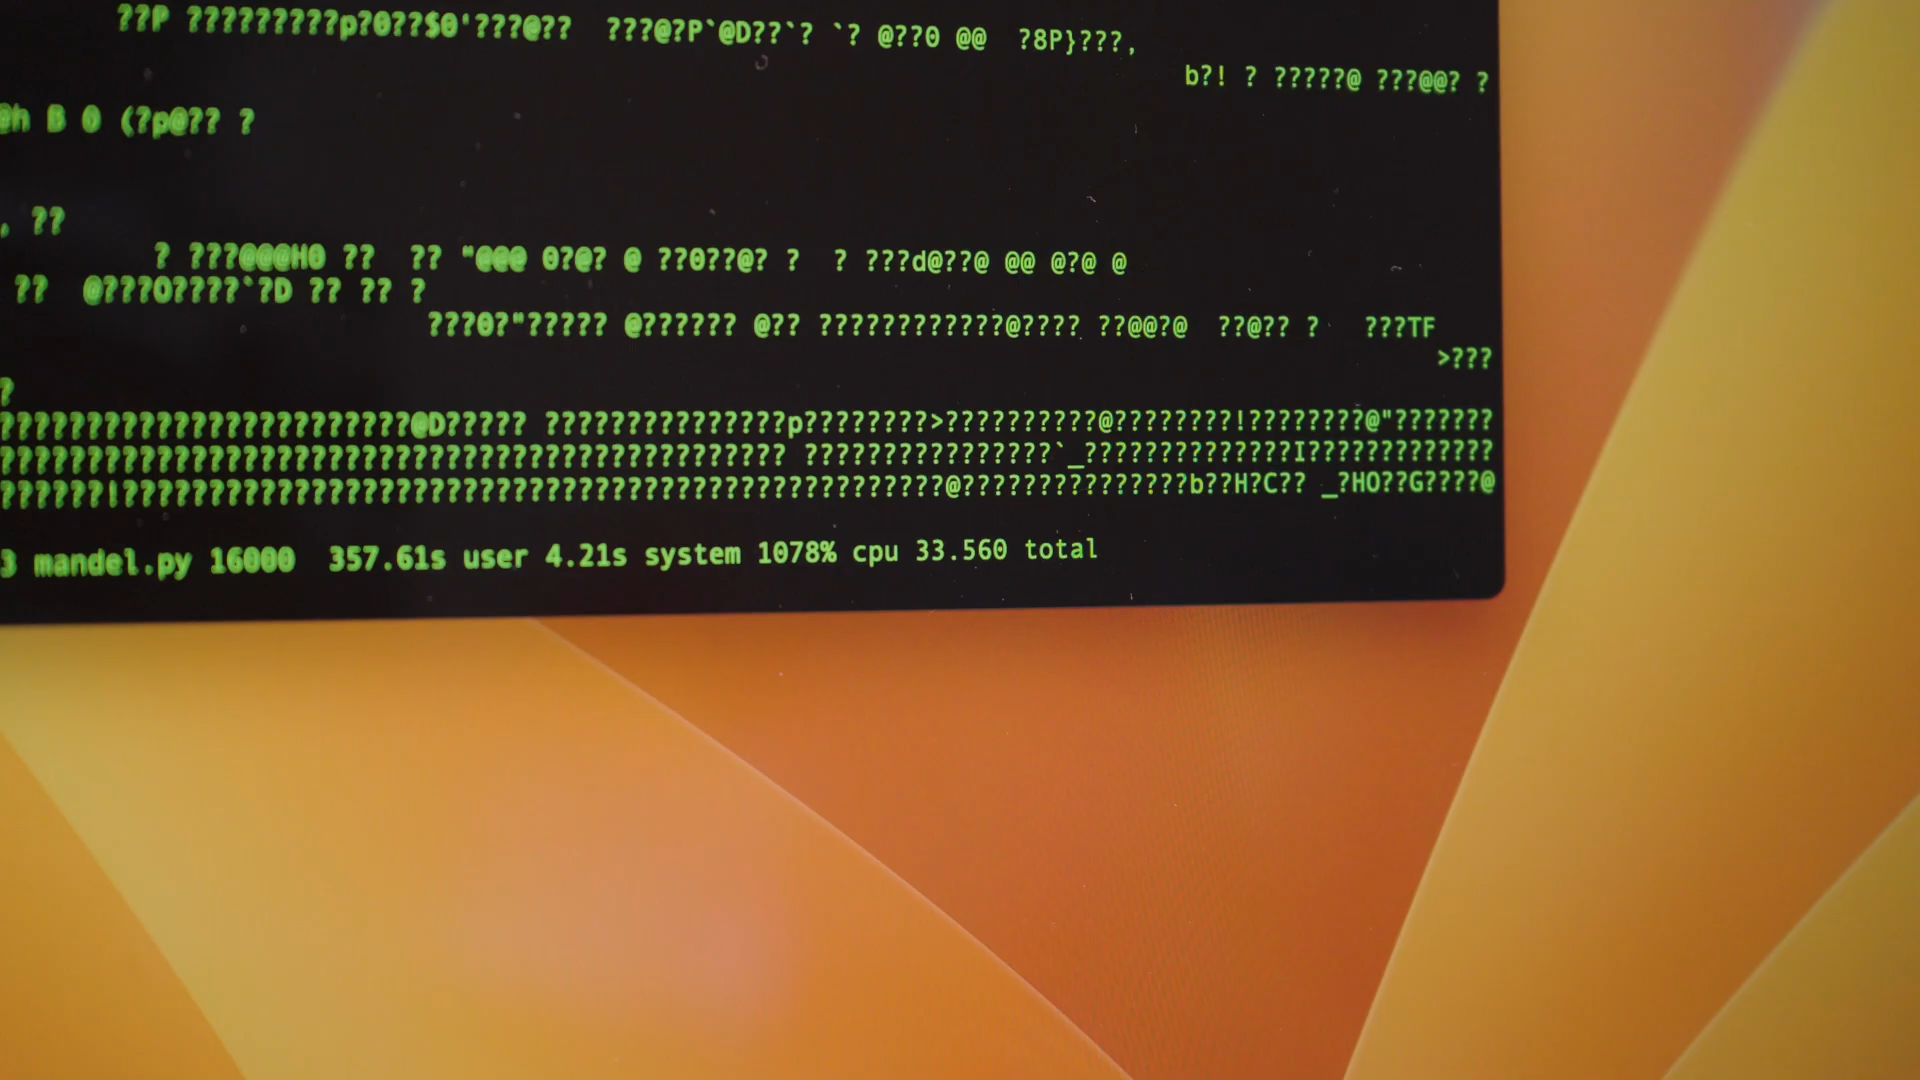 ??P ?????????p?0??$0'???@??  ???@?P`@D??`? `? @??0 @@  ?8P}???,
b?! ? ?????@ ???@@? ?
@h B 0 (?p@?? ?
, ??
? ???@@@H0 ??  ?? "@@@ 0?@? @ ??0??@? ?  ? ???d@??@ @@ @?@ @
??  @???O????`?D ?? ?? ?
???0?"????? @?????? @?? ????????????@???? ??@@?@  ??@?? ?   ???TF
>???
?
????????????????????????@D????? ???????????????p????????>??????????@????????!????????@"???????
??????????????????????????????????????????????? ????????????????`_??????????????I????????????
??????!??????????????????????????????????????????????????@???????????????b??H?C?? _?HO??G????@
3 mandel.py 16000  357.61s user 4.21s system 1078% cpu 33.560 total